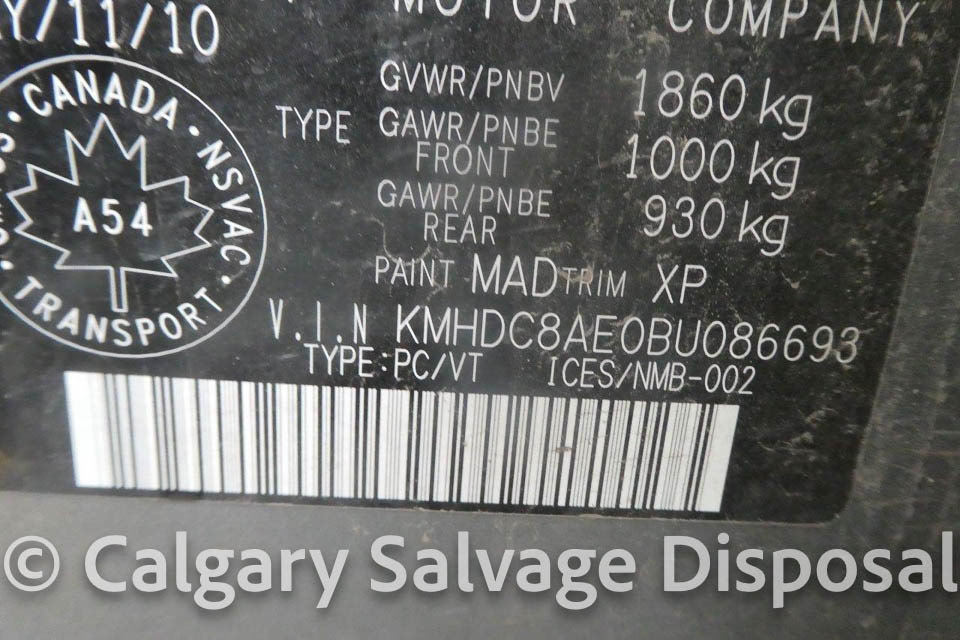 MOTOR COMPANY
Y/11/10
GVWR/PNBV 1860 kg
TYPE GAWR/PNBE FRONT 1000 kg
GAWR/PNBE REAR 930 kg
PAINT MAD TRIM XP
V.I.N KMHDC8AE0BU086693
TYPE:PC/VT ICES/NMB-002
CANADA · NSVAC · TRANSPORT
A54
© Calgary Salvage Disposal